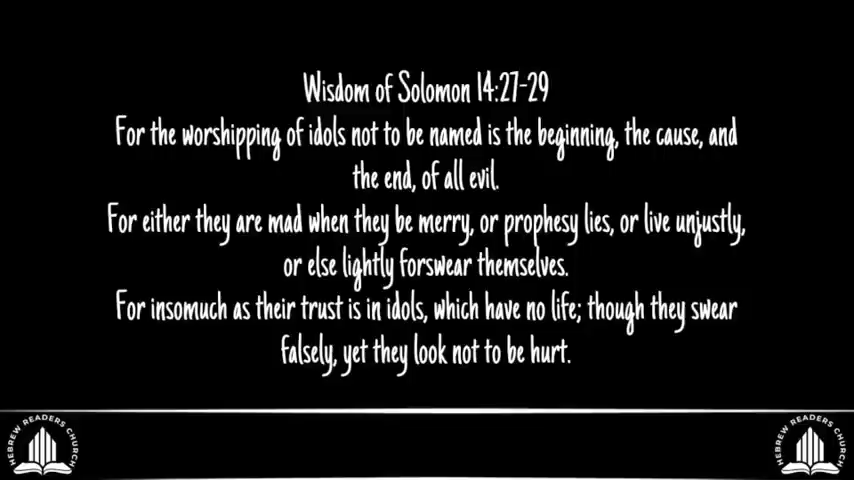 Wisdom of Solomon 14:27-29
For the worshipping of idols not to be named is the beginning, the cause, and
the end, of all evil.
For either they are mad when they be merry, or prophesy lies, or live unjustly,
or else lightly forswear themselves.
For insomuch as their trust is in idols, which have no life; though they swear
falsely, yet they look not to be hurt.
HEBREW READERS CHURCH
HEBREW READERS CHURCH